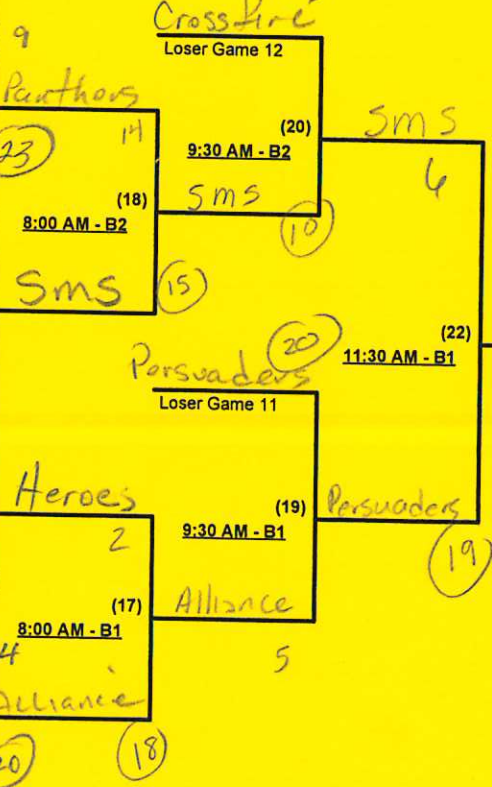 Crossfire
Loser Game 12
9
Panthors
14
23
(20)
9:30 AM - B2
Sms
6
(18)
8:00 AM - B2
Sms
10
Sms
15
20
(22)
11:30 AM - B1
Persuaders
Loser Game 11
Heroes
2
(19)
9:30 AM - B1
Persuaders
19
(17)
8:00 AM - B1
Alliance
5
4
Alliance
18